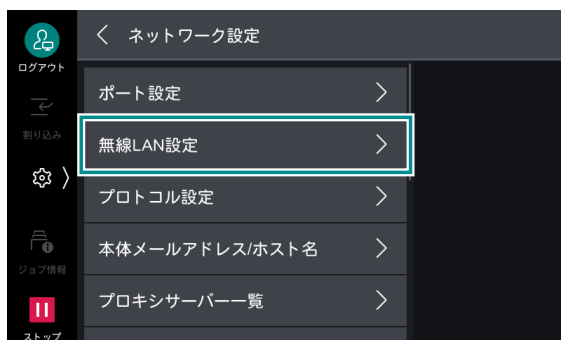 ネットワーク設定
ログアウト
ポート設定
割り込み
無線LAN設定
プロトコル設定
本体メールアドレス/ホスト名
ジョブ情報
プロキシサーバー一覧
ストップ